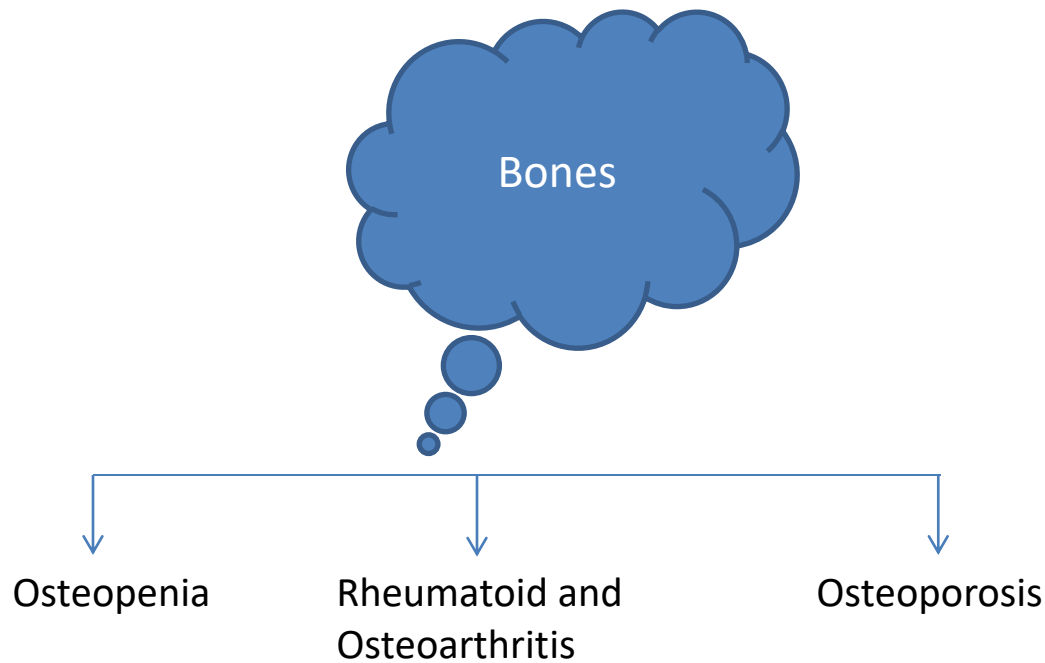 Bones
Osteopenia
Rheumatoid and
Osteoarthritis
Osteoporosis